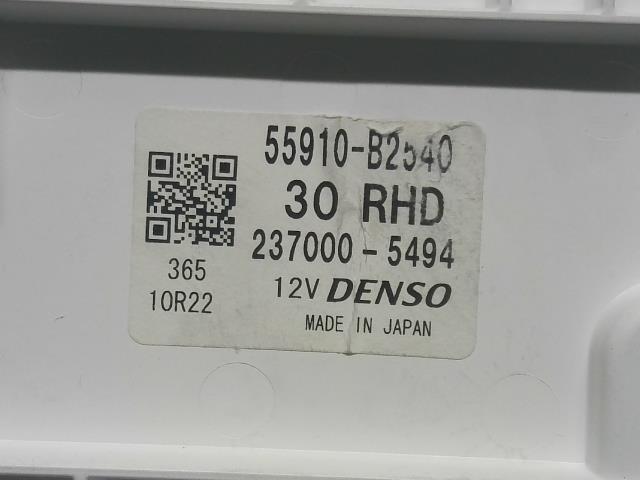 55910-B2540
30 RHD
237000-5494
365
10R22
12V DENSO
MADE IN JAPAN